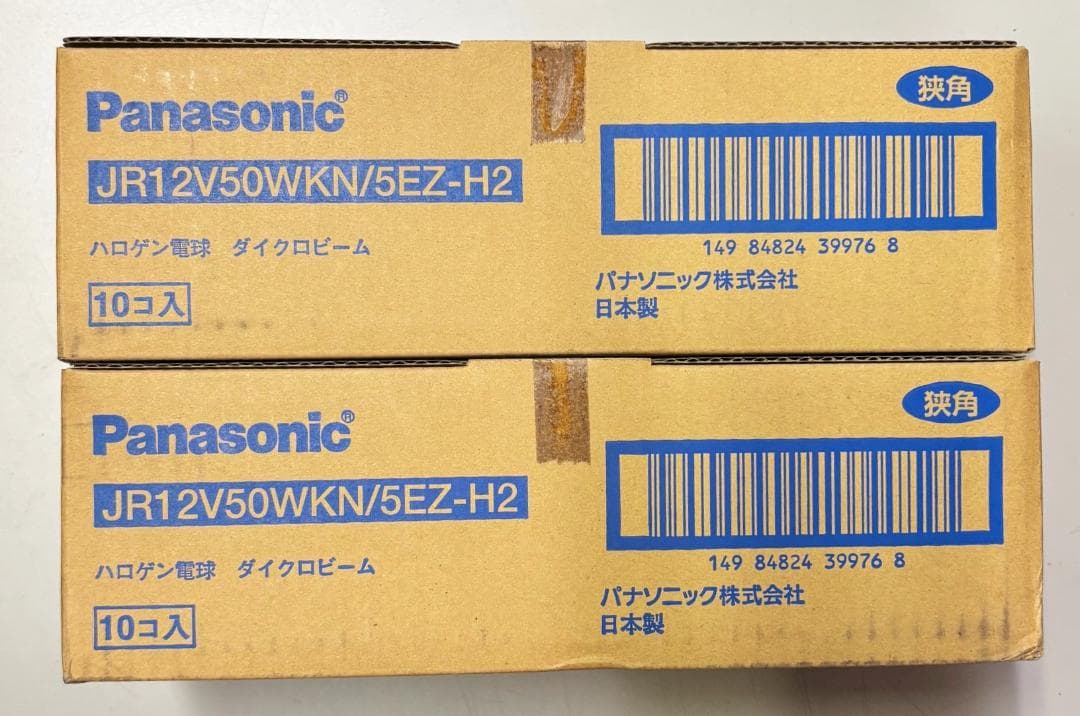 Panasonic®
狭角
JR12V50WKN/5EZ-H2
ハロゲン電球 ダイクロビーム
10コ入
149 84824 39976 8
パナソニック株式会社
日本製
Panasonic®
狭角
JR12V50WKN/5EZ-H2
ハロゲン電球 ダイクロビーム
10コ入
149 84824 39976 8
パナソニック株式会社
日本製